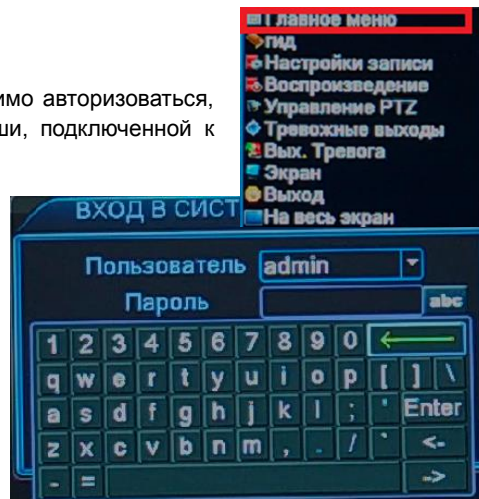 Главное меню
гид
Настройки записи
Воспроизведение
Управление PTZ
Тревожные выходы
Вых. Тревога
Экран
Выход
На весь экран
имо авторизоваться,
ши, подключенной к
ВХОД В СИСТ
Пользователь admin
Пароль abc
1 2 3 4 5 6 7 8 9 0
q w e r t y u i o p [ ] \
a s d f g h j k l ; ' Enter
z x c v b n m , . / ` <-
- = ->